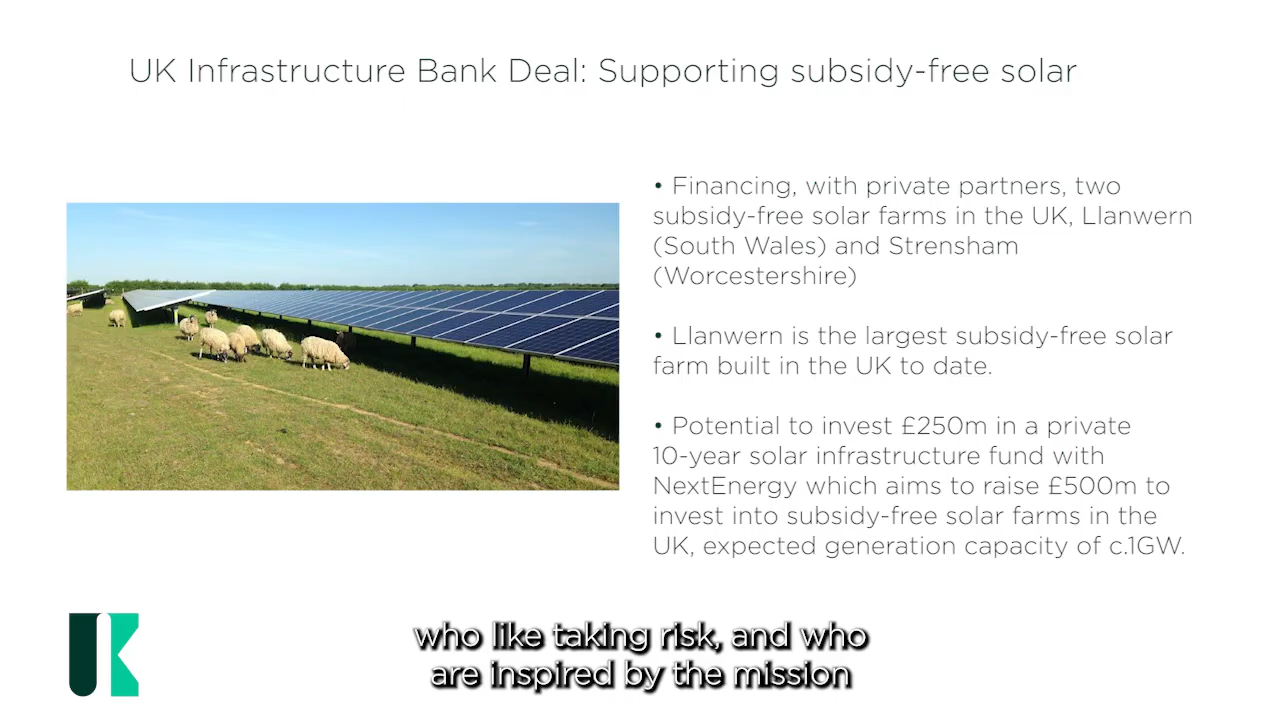 UK Infrastructure Bank Deal: Supporting subsidy-free solar
• Financing, with private partners, two
subsidy-free solar farms in the UK, Llanwern
(South Wales) and Strensham
(Worcestershire)
• Llanwern is the largest subsidy-free solar
farm built in the UK to date.
• Potential to invest £250m in a private
10-year solar infrastructure fund with
NextEnergy which aims to raise £500m to
invest into subsidy-free solar farms in the
UK, expected generation capacity of c.1GW.
UK
who like taking risk, and who
are inspired by the mission